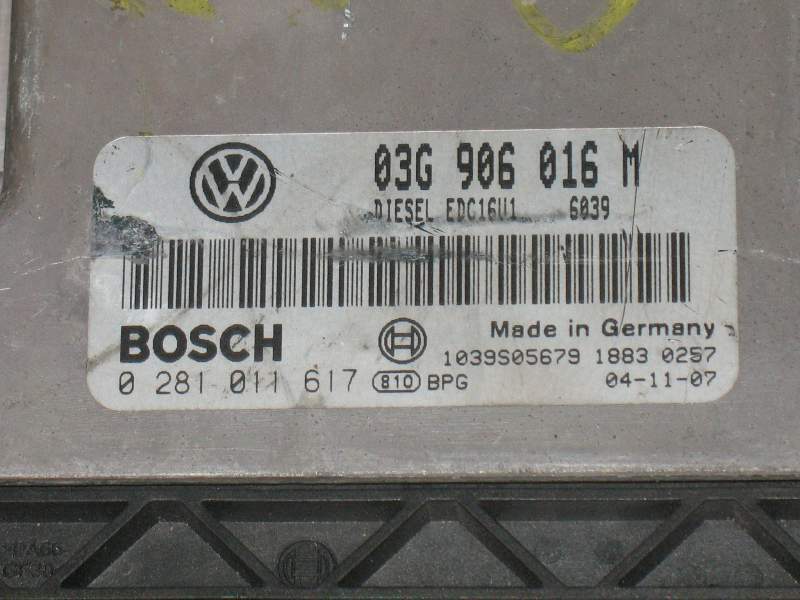 03G 906 016 M
DIESEL EDC16U1 6039
BOSCH
Made in Germany
1039S05679 1883 0257
0 281 011 617 810 BPG
04-11-07